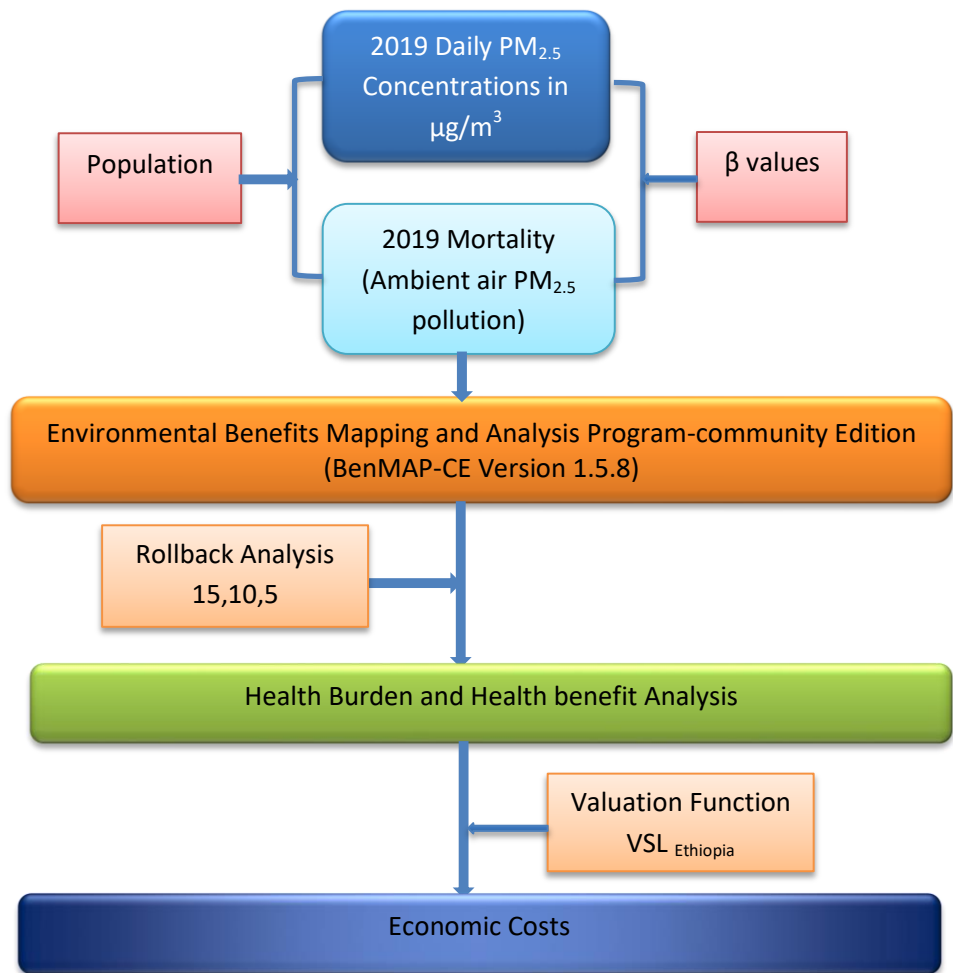 2019 Daily PM₂.₅
Concentrations in
µg/m³
Population
β values
2019 Mortality
(Ambient air PM₂.₅
pollution)
Environmental Benefits Mapping and Analysis Program-community Edition
(BenMAP-CE Version 1.5.8)
Rollback Analysis
15,10,5
Health Burden and Health benefit Analysis
Valuation Function
VSL Ethiopia
Economic Costs